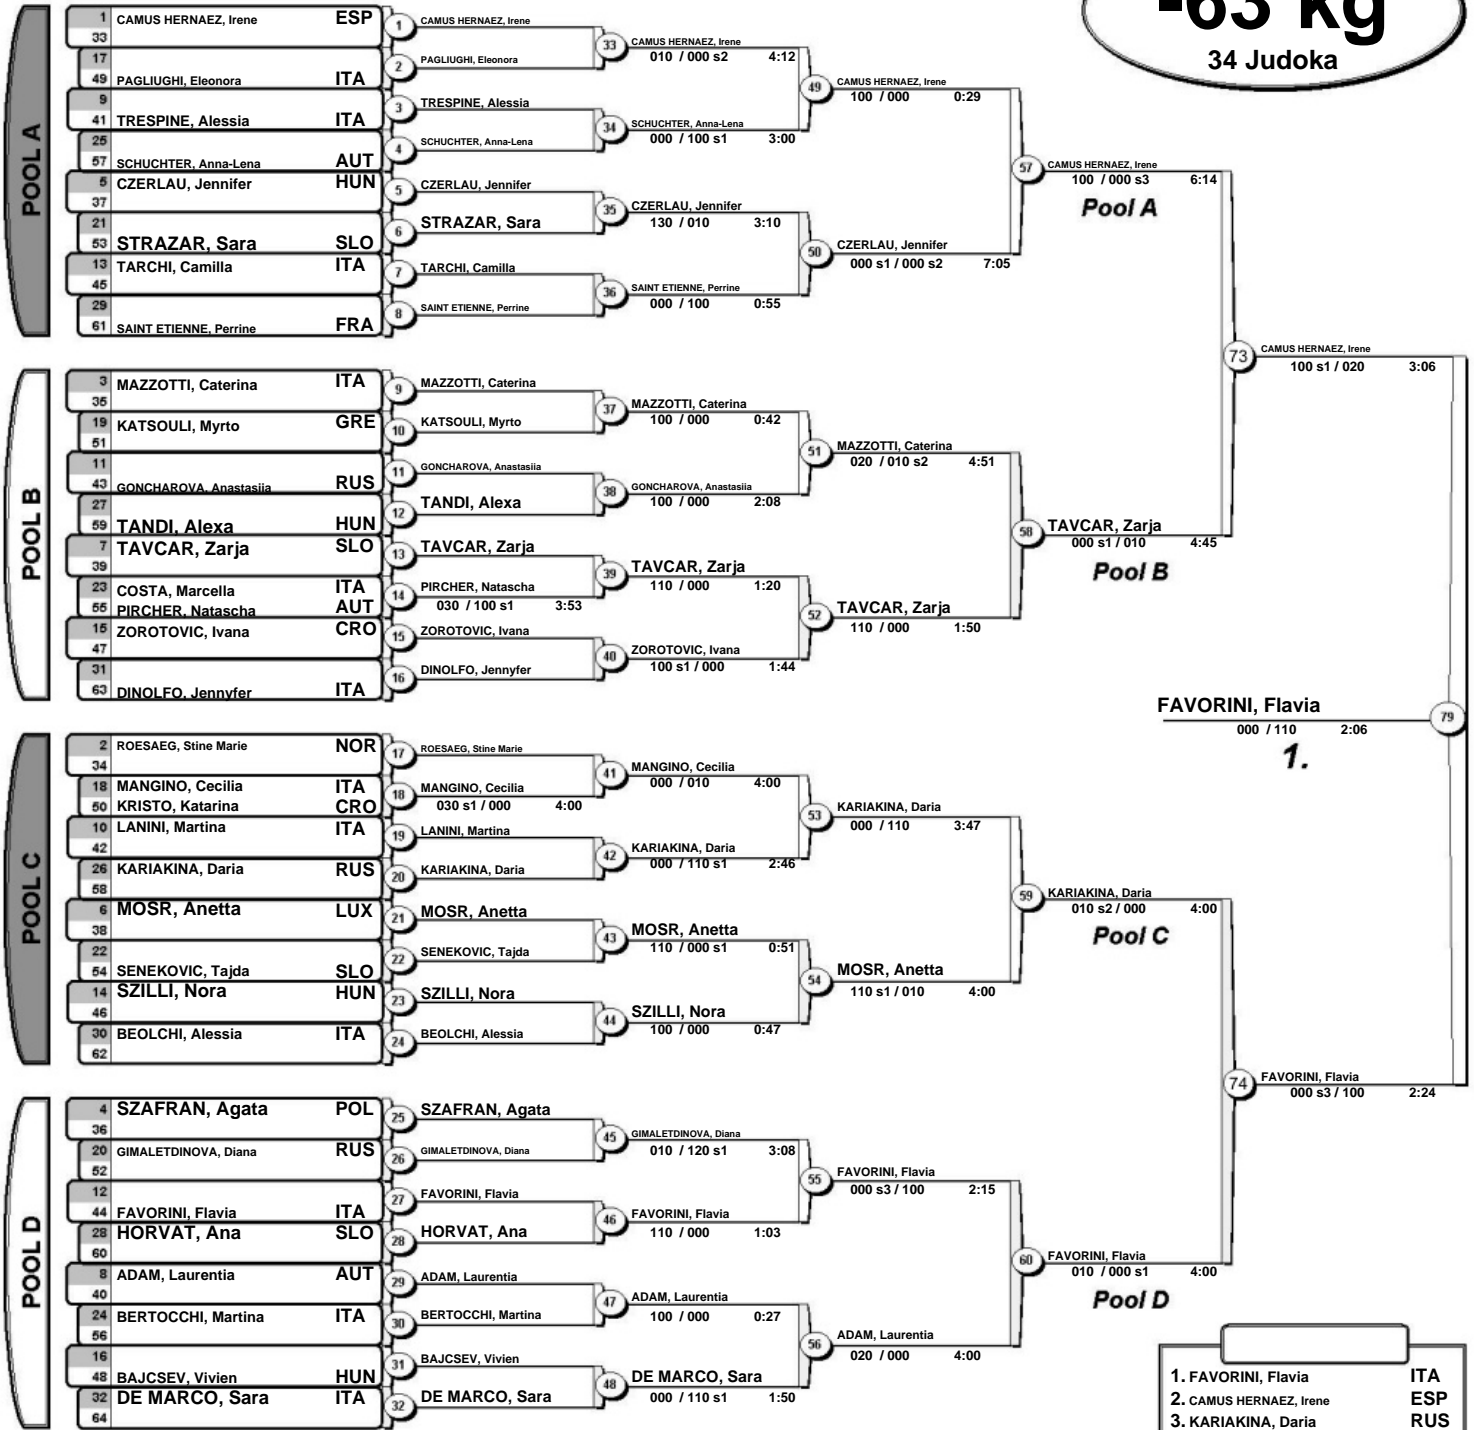 -63 kg
34 Judoka
POOL A
1 CAMUS HERNAEZ, Irene ESP
33
17
49 PAGLIUGHI, Eleonora ITA
9
41 TRESPINE, Alessia ITA
25
57 SCHUCHTER, Anna-Lena AUT
5 CZERLAU, Jennifer HUN
37
21
53 STRAZAR, Sara SLO
13 TARCHI, Camilla ITA
45
29
61 SAINT ETIENNE, Perrine FRA
1 CAMUS HERNAEZ, Irene
2 PAGLIUGHI, Eleonora
3 TRESPINE, Alessia
4 SCHUCHTER, Anna-Lena
5 CZERLAU, Jennifer
6 STRAZAR, Sara
7 TARCHI, Camilla
8 SAINT ETIENNE, Perrine
33 CAMUS HERNAEZ, Irene
010 / 000 s2 4:12
34 SCHUCHTER, Anna-Lena
000 / 100 s1 3:00
35 CZERLAU, Jennifer
130 / 010 3:10
36 SAINT ETIENNE, Perrine
000 / 100 0:55
49 CAMUS HERNAEZ, Irene
100 / 000 0:29
50 CZERLAU, Jennifer
000 s1 / 000 s2 7:05
57 CAMUS HERNAEZ, Irene
100 / 000 s3 6:14
Pool A
POOL B
3 MAZZOTTI, Caterina ITA
35
19 KATSOULI, Myrto GRE
51
11
43 GONCHAROVA, Anastasiia RUS
27
59 TANDI, Alexa HUN
7 TAVCAR, Zarja SLO
39
23 COSTA, Marcella ITA
55 PIRCHER, Natascha AUT
15 ZOROTOVIC, Ivana CRO
47
31
63 DINOLFO, Jennyfer ITA
9 MAZZOTTI, Caterina
10 KATSOULI, Myrto
11 GONCHAROVA, Anastasiia
12 TANDI, Alexa
13 TAVCAR, Zarja
14 PIRCHER, Natascha
030 / 100 s1 3:53
15 ZOROTOVIC, Ivana
16 DINOLFO, Jennyfer
37 MAZZOTTI, Caterina
100 / 000 0:42
38 GONCHAROVA, Anastasiia
100 / 000 2:08
39 TAVCAR, Zarja
110 / 000 1:20
40 ZOROTOVIC, Ivana
100 s1 / 000 1:44
51 MAZZOTTI, Caterina
020 / 010 s2 4:51
52 TAVCAR, Zarja
110 / 000 1:50
58 TAVCAR, Zarja
000 s1 / 010 4:45
Pool B
73 CAMUS HERNAEZ, Irene
100 s1 / 020 3:06
FAVORINI, Flavia 79
000 / 110 2:06
1.
POOL C
2 ROESAEG, Stine Marie NOR
34
18 MANGINO, Cecilia ITA
50 KRISTO, Katarina CRO
10 LANINI, Martina ITA
42
26 KARIAKINA, Daria RUS
58
6 MOSR, Anetta LUX
38
22
54 SENEKOVIC, Tajda SLO
14 SZILLI, Nora HUN
46
30 BEOLCHI, Alessia ITA
62
17 ROESAEG, Stine Marie
18 MANGINO, Cecilia
030 s1 / 000 4:00
19 LANINI, Martina
20 KARIAKINA, Daria
21 MOSR, Anetta
22 SENEKOVIC, Tajda
23 SZILLI, Nora
24 BEOLCHI, Alessia
41 MANGINO, Cecilia
000 / 010 4:00
42 KARIAKINA, Daria
000 / 110 s1 2:46
43 MOSR, Anetta
110 / 000 s1 0:51
44 SZILLI, Nora
100 / 000 0:47
53 KARIAKINA, Daria
000 / 110 3:47
54 MOSR, Anetta
110 s1 / 010 4:00
59 KARIAKINA, Daria
010 s2 / 000 4:00
Pool C
POOL D
4 SZAFRAN, Agata POL
36
20 GIMALETDINOVA, Diana RUS
52
12
44 FAVORINI, Flavia ITA
28 HORVAT, Ana SLO
60
8 ADAM, Laurentia AUT
40
24 BERTOCCHI, Martina ITA
56
16
48 BAJCSEV, Vivien HUN
32 DE MARCO, Sara ITA
64
25 SZAFRAN, Agata
26 GIMALETDINOVA, Diana
27 FAVORINI, Flavia
28 HORVAT, Ana
29 ADAM, Laurentia
30 BERTOCCHI, Martina
31 BAJCSEV, Vivien
32 DE MARCO, Sara
45 GIMALETDINOVA, Diana
010 / 120 s1 3:08
46 FAVORINI, Flavia
110 / 000 1:03
47 ADAM, Laurentia
100 / 000 0:27
48 DE MARCO, Sara
000 / 110 s1 1:50
55 FAVORINI, Flavia
000 s3 / 100 2:15
56 ADAM, Laurentia
020 / 000 4:00
60 FAVORINI, Flavia
010 / 000 s1 4:00
Pool D
74 FAVORINI, Flavia
000 s3 / 100 2:24
1. FAVORINI, Flavia ITA
2. CAMUS HERNAEZ, Irene ESP
3. KARIAKINA, Daria RUS